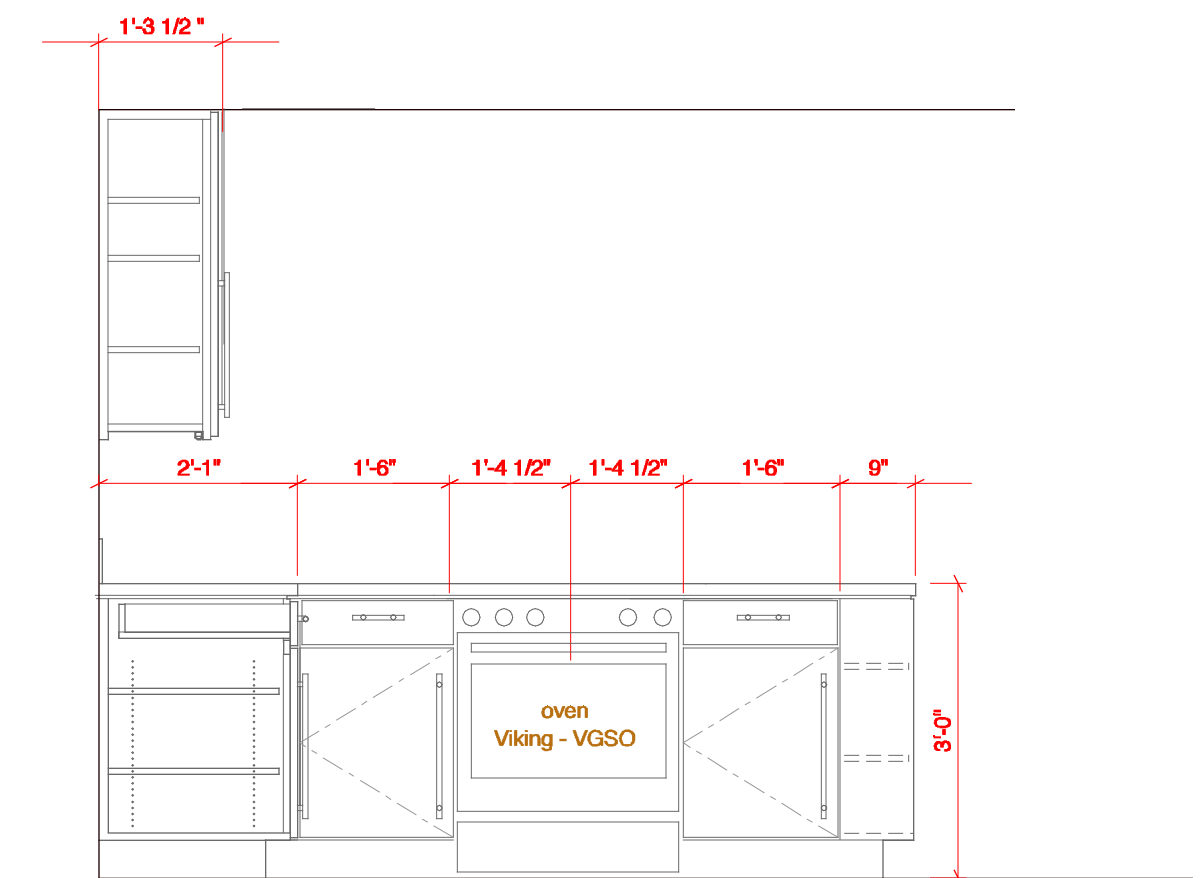 1'-3 1/2 "
2'-1"
1'-6"
1'-4 1/2"
1'-4 1/2"
1'-6"
9"
oven
Viking - VGSO
3'-0"